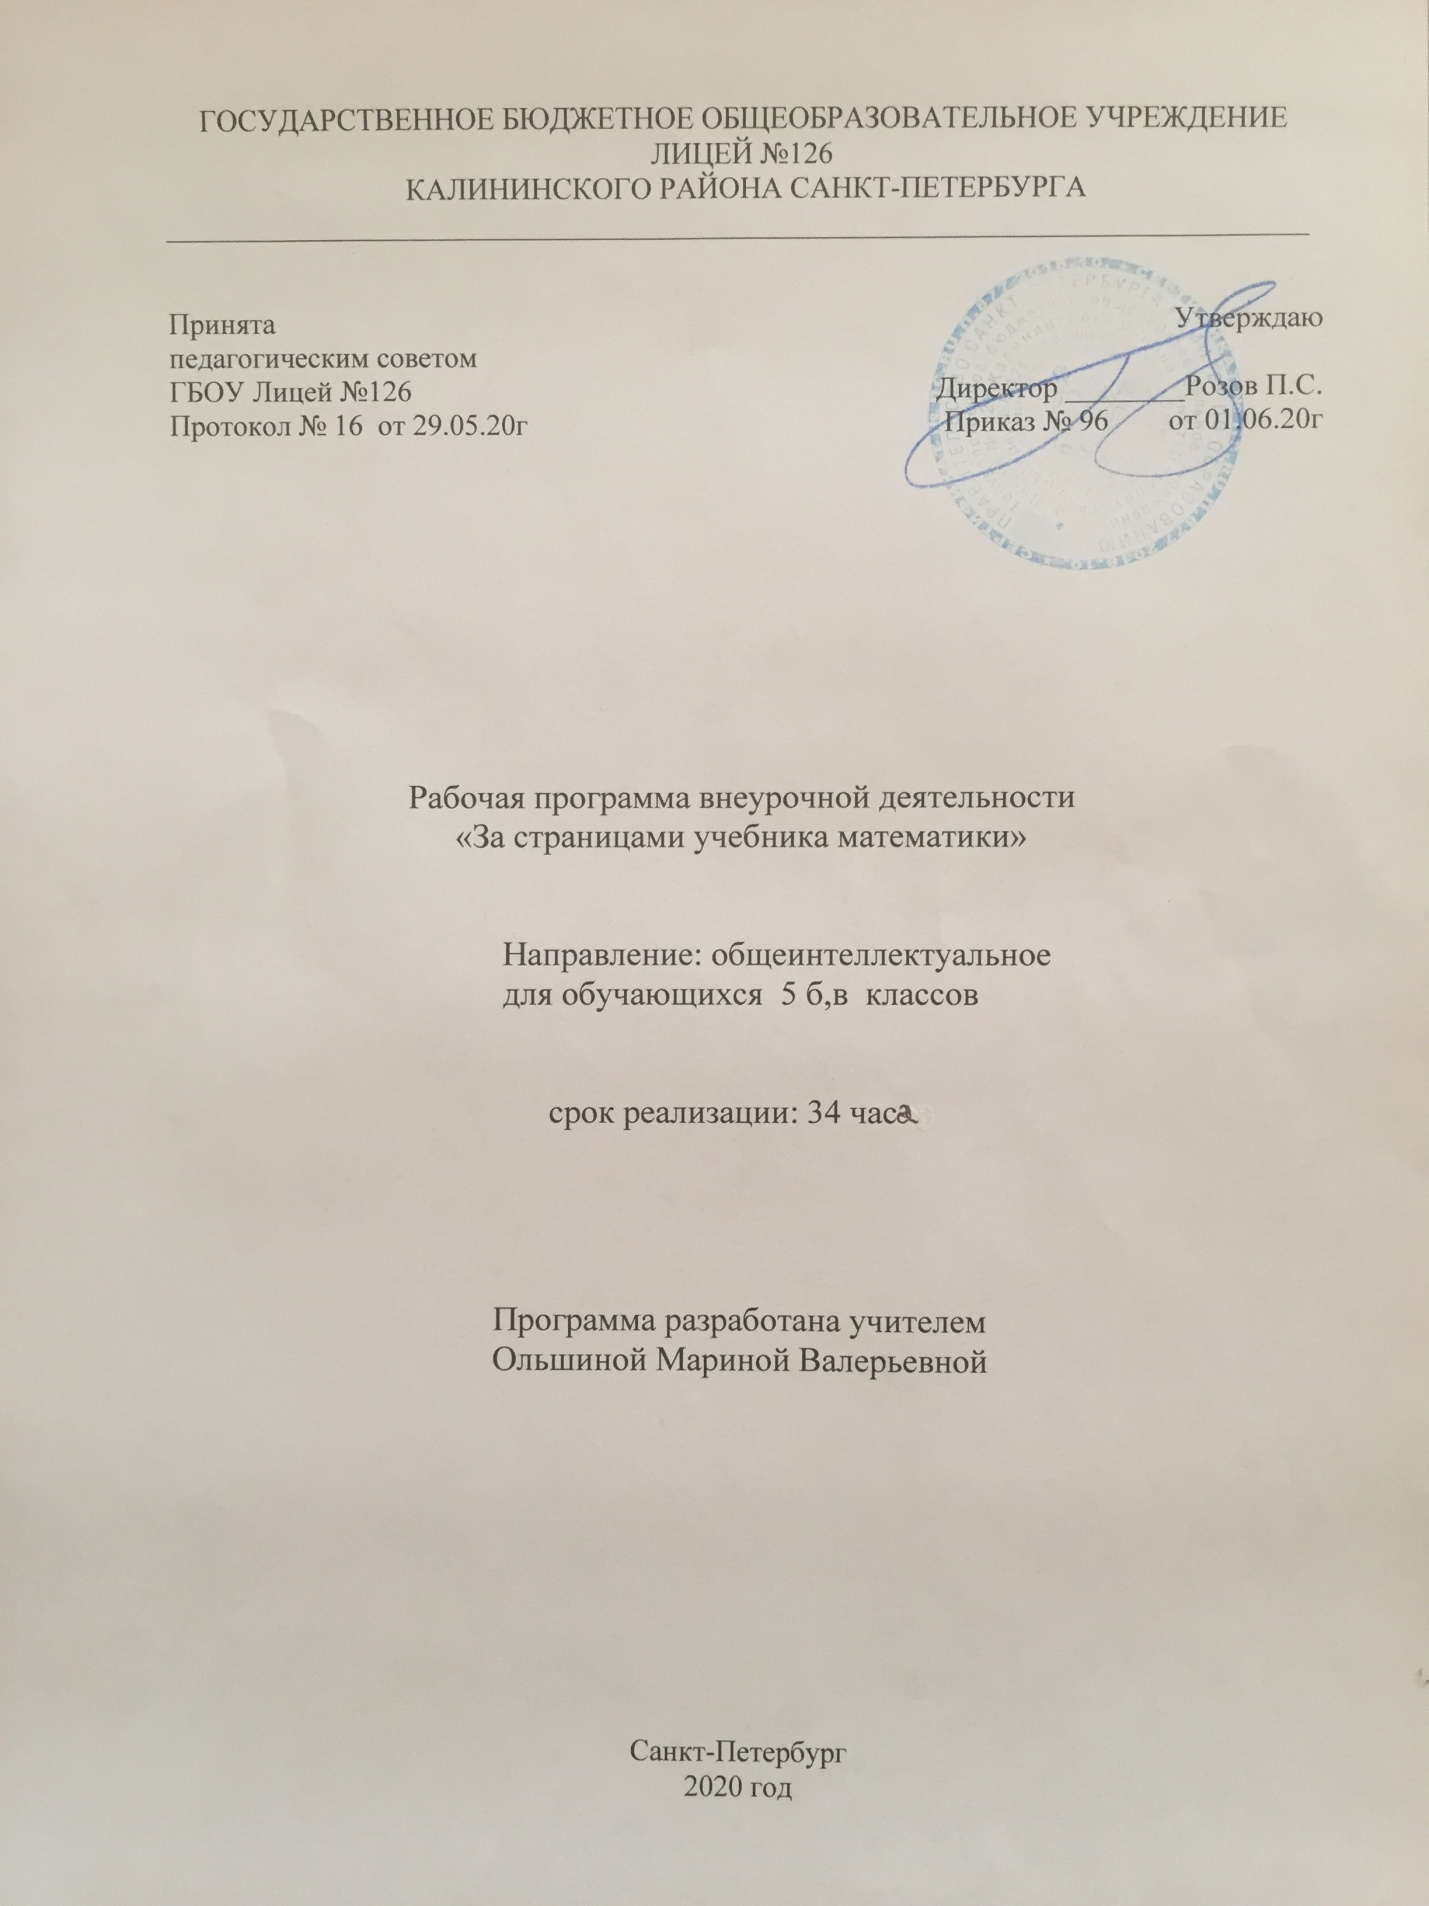 ГОСУДАРСТВЕННОЕ БЮДЖЕТНОЕ ОБЩЕОБРАЗОВАТЕЛЬНОЕ УЧРЕЖДЕНИЕ
ЛИЦЕЙ №126
КАЛИНИНСКОГО РАЙОНА САНКТ-ПЕТЕРБУРГА
Принята
педагогическим советом
ГБОУ Лицей №126
Протокол № 16 от 29.05.20г
Утверждаю
Директор ________ Розов П.С.
Приказ № 96 от 01.06.20г
Рабочая программа внеурочной деятельности
«За страницами учебника математики»
Направление: общеинтеллектуальное
для обучающихся 5 б,в классов
срок реализации: 34 часа
Программа разработана учителем
Ольшиной Мариной Валерьевной
Санкт-Петербург
2020 год